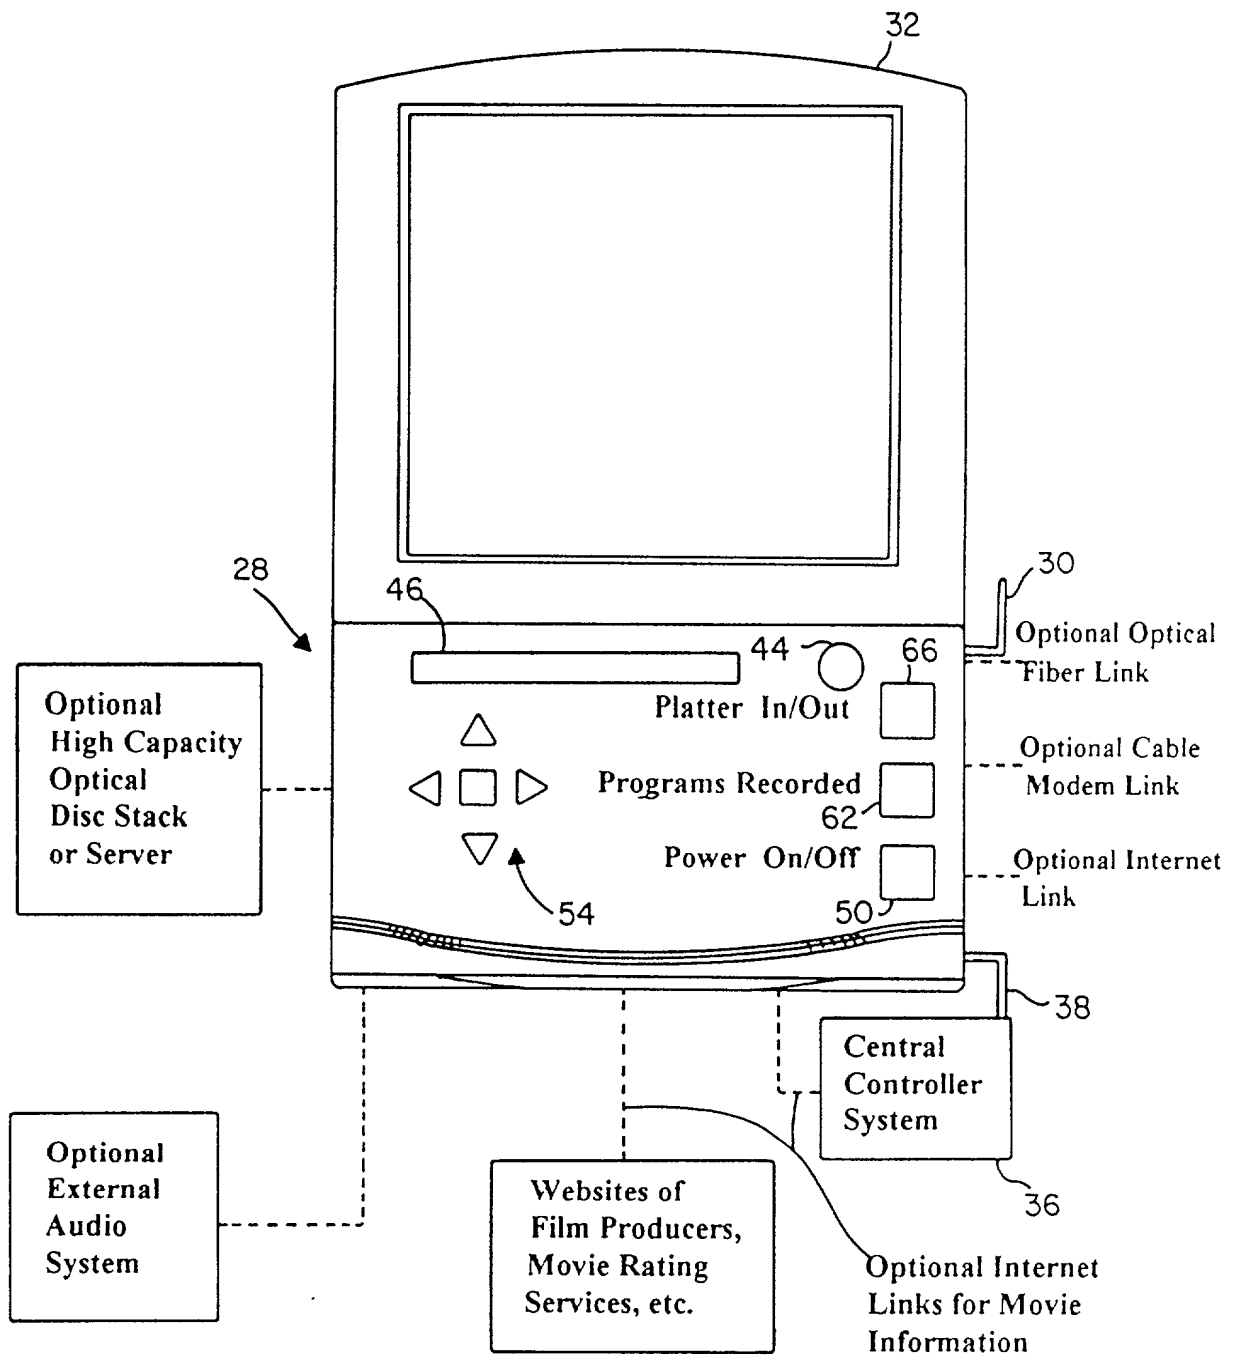 32
28
46
30
44
66
Optional Optical
Fiber Link
Platter In/Out
Optional
High Capacity
Optical
Disc Stack
or Server
Optional Cable
Modem Link
Programs Recorded
62
Power On/Off
Optional Internet
Link
54
50
38
Central
Controller
System
36
Optional
External
Audio
System
Websites of
Film Producers,
Movie Rating
Services, etc.
Optional Internet
Links for Movie
Information